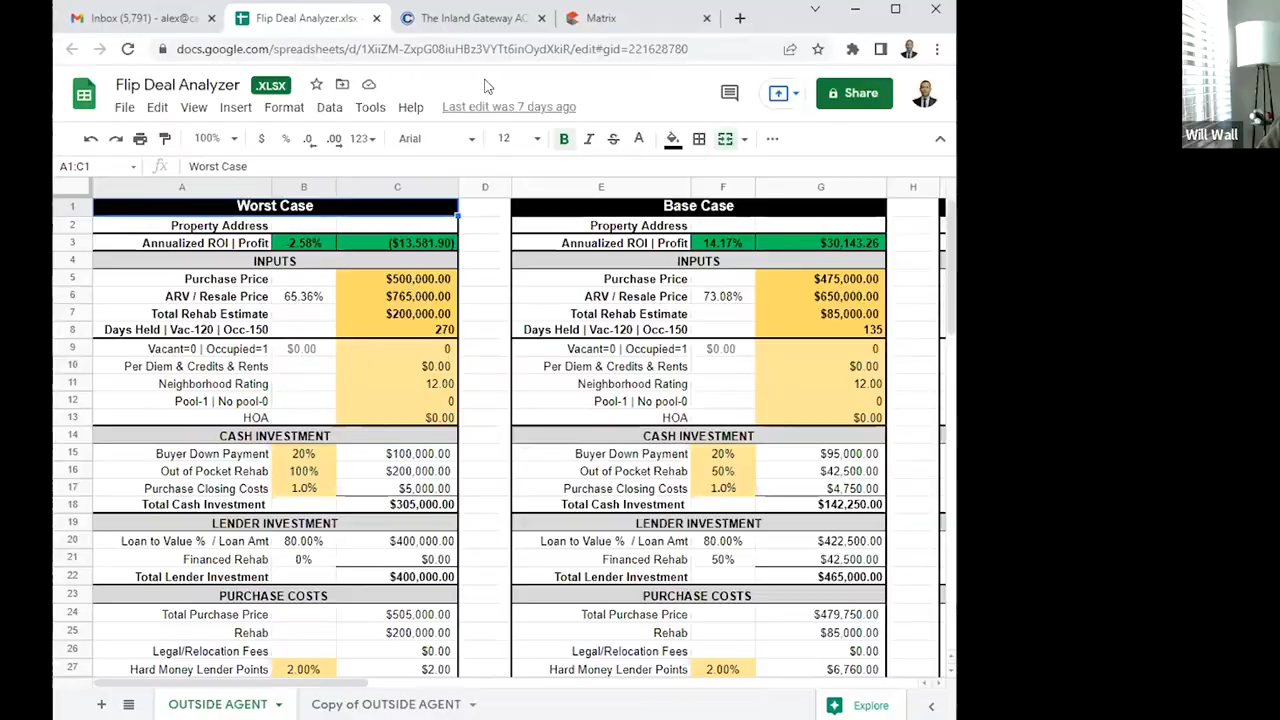 Inbox (5,791) - alex@ca
Flip Deal Analyzer.xlsx -
The Inland Gateway AC
Matrix
docs.google.com/spreadsheets/d/1XiiZM-ZxpG08iuHBz3VYTt6inOydXkiR/edit#gid=221628780
Flip Deal Analyzer .XLSX
Share
File Edit View Insert Format Data Tools Help Last edit was 7 days ago
100% $ % .0 .00 123 Arial 12 B I S A
A1:C1 fx Worst Case
A B C D E F G H
1 Worst Case Base Case
2 Property Address Property Address
3 Annualized ROI | Profit -2.58% ($13,581.90) Annualized ROI | Profit 14.17% $30,143.26
4 INPUTS INPUTS
5 Purchase Price $500,000.00 Purchase Price $475,000.00
6 ARV / Resale Price 65.36% $765,000.00 ARV / Resale Price 73.08% $650,000.00
7 Total Rehab Estimate $200,000.00 Total Rehab Estimate $85,000.00
8 Days Held | Vac-120 | Occ-150 270 Days Held | Vac-120 | Occ-150 135
9 Vacant=0 | Occupied=1 $0.00 0 Vacant=0 | Occupied=1 $0.00 0
10 Per Diem & Credits & Rents $0.00 Per Diem & Credits & Rents $0.00
11 Neighborhood Rating 12.00 Neighborhood Rating 12.00
12 Pool-1 | No pool-0 0 Pool-1 | No pool-0 0
13 HOA $0.00 HOA $0.00
14 CASH INVESTMENT CASH INVESTMENT
15 Buyer Down Payment 20% $100,000.00 Buyer Down Payment 20% $95,000.00
16 Out of Pocket Rehab 100% $200,000.00 Out of Pocket Rehab 50% $42,500.00
17 Purchase Closing Costs 1.0% $5,000.00 Purchase Closing Costs 1.0% $4,750.00
18 Total Cash Investment $305,000.00 Total Cash Investment $142,250.00
19 LENDER INVESTMENT LENDER INVESTMENT
20 Loan to Value % / Loan Amt 80.00% $400,000.00 Loan to Value % / Loan Amt 80.00% $422,500.00
21 Financed Rehab 0% $0.00 Financed Rehab 50% $42,500.00
22 Total Lender Investment $400,000.00 Total Lender Investment $465,000.00
23 PURCHASE COSTS PURCHASE COSTS
24 Total Purchase Price $505,000.00 Total Purchase Price $479,750.00
25 Rehab $200,000.00 Rehab $85,000.00
26 Legal/Relocation Fees $0.00 Legal/Relocation Fees $0.00
27 Hard Money Lender Points 2.00% $2.00 Hard Money Lender Points 2.00% $6,760.00
OUTSIDE AGENT Copy of OUTSIDE AGENT Explore
Will Wall